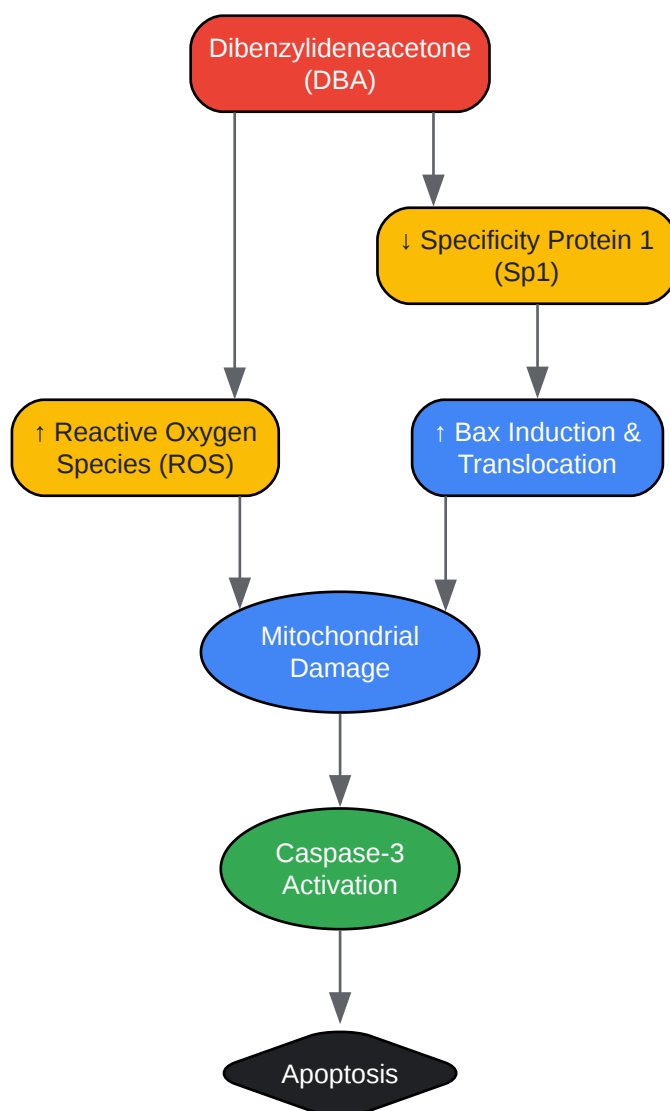 Dibenzylideneacetone
(DBA)
↓ Specificity Protein 1
(Sp1)
↑ Reactive Oxygen
Species (ROS)
↑ Bax Induction &
Translocation
Mitochondrial
Damage
Caspase-3
Activation
Apoptosis